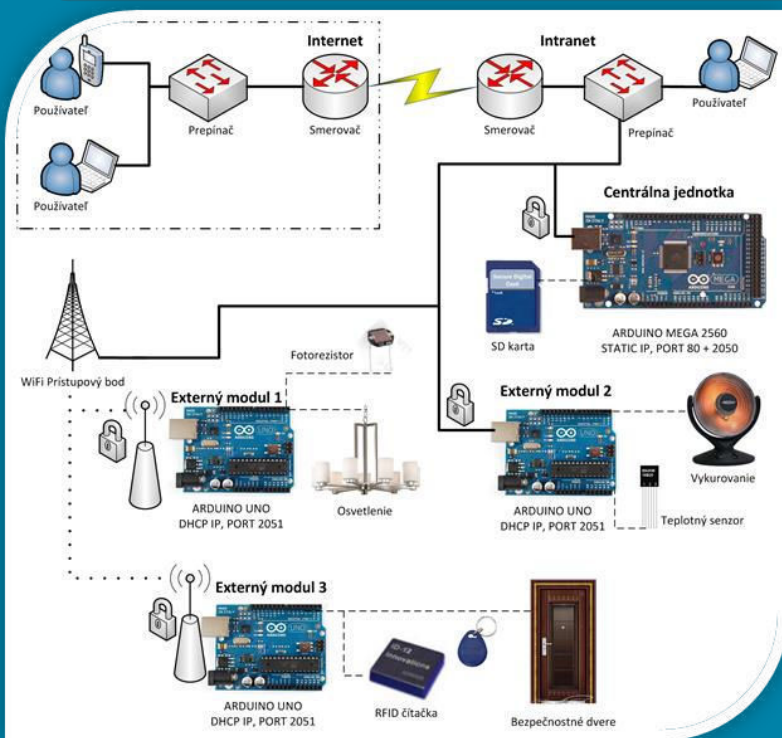 Internet
Intranet
Používateľ
Prepínač
Smerovač
Smerovač
Prepínač
Používateľ
Používateľ
Centrálna jednotka
SD karta
ARDUINO MEGA 2560
STATIC IP, PORT 80 + 2050
WiFi Prístupový bod
Fotorezistor
Externý modul 1
ARDUINO UNO
DHCP IP, PORT 2051
Osvetlenie
Externý modul 2
ARDUINO UNO
DHCP IP, PORT 2051
Vykurovanie
Teplotný senzor
Externý modul 3
ARDUINO UNO
DHCP IP, PORT 2051
ID-12
Innovations
RFID čítačka
Bezpečnostné dvere